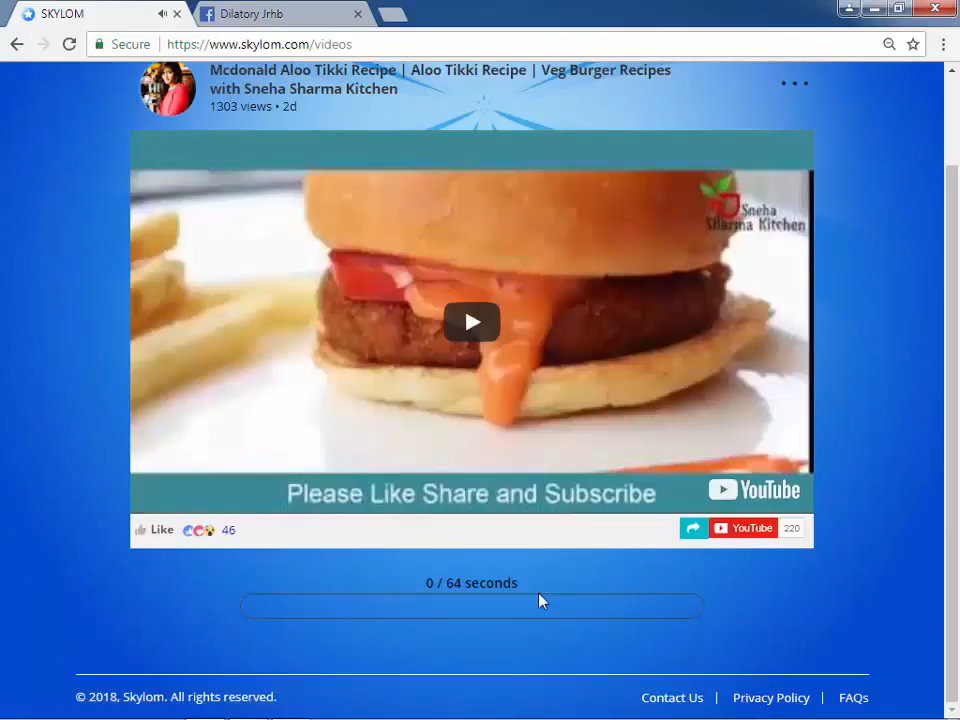 SKYLOM
Dilatory Jrhb
Secure
https://www.skylom.com/videos
Mcdonald Aloo Tikki Recipe | Aloo Tikki Recipe | Veg Burger Recipes
with Sneha Sharma Kitchen
1303 views • 2d
Sneha
Sharma Kitchen
Please Like Share and Subscribe
YouTube
Like
46
YouTube
220
0 / 64 seconds
© 2018, Skylom. All rights reserved.
Contact Us | Privacy Policy | FAQs